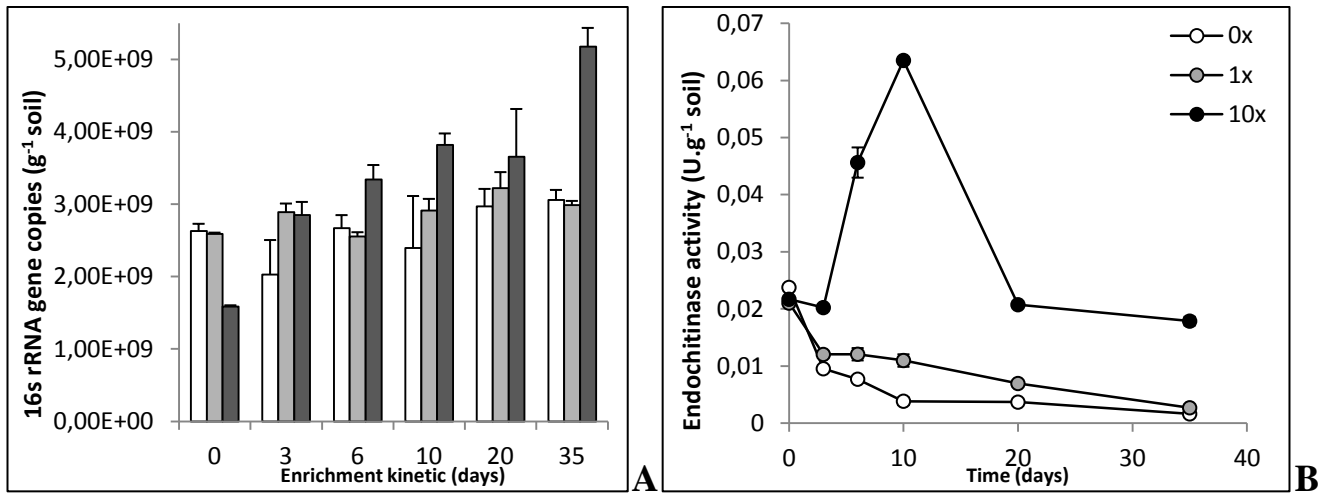 16s rRNA gene copies (g-1 soil)
5,00E+09
4,00E+09
3,00E+09
2,00E+09
1,00E+09
0,00E+00
0 3 6 10 20 35
Enrichment kinetic (days)
A
Endochitinase activity (U.g-1 soil)
0,07
0,06
0,05
0,04
0,03
0,02
0,01
0
0 10 20 30 40
Time (days)
0x
1x
10x
B